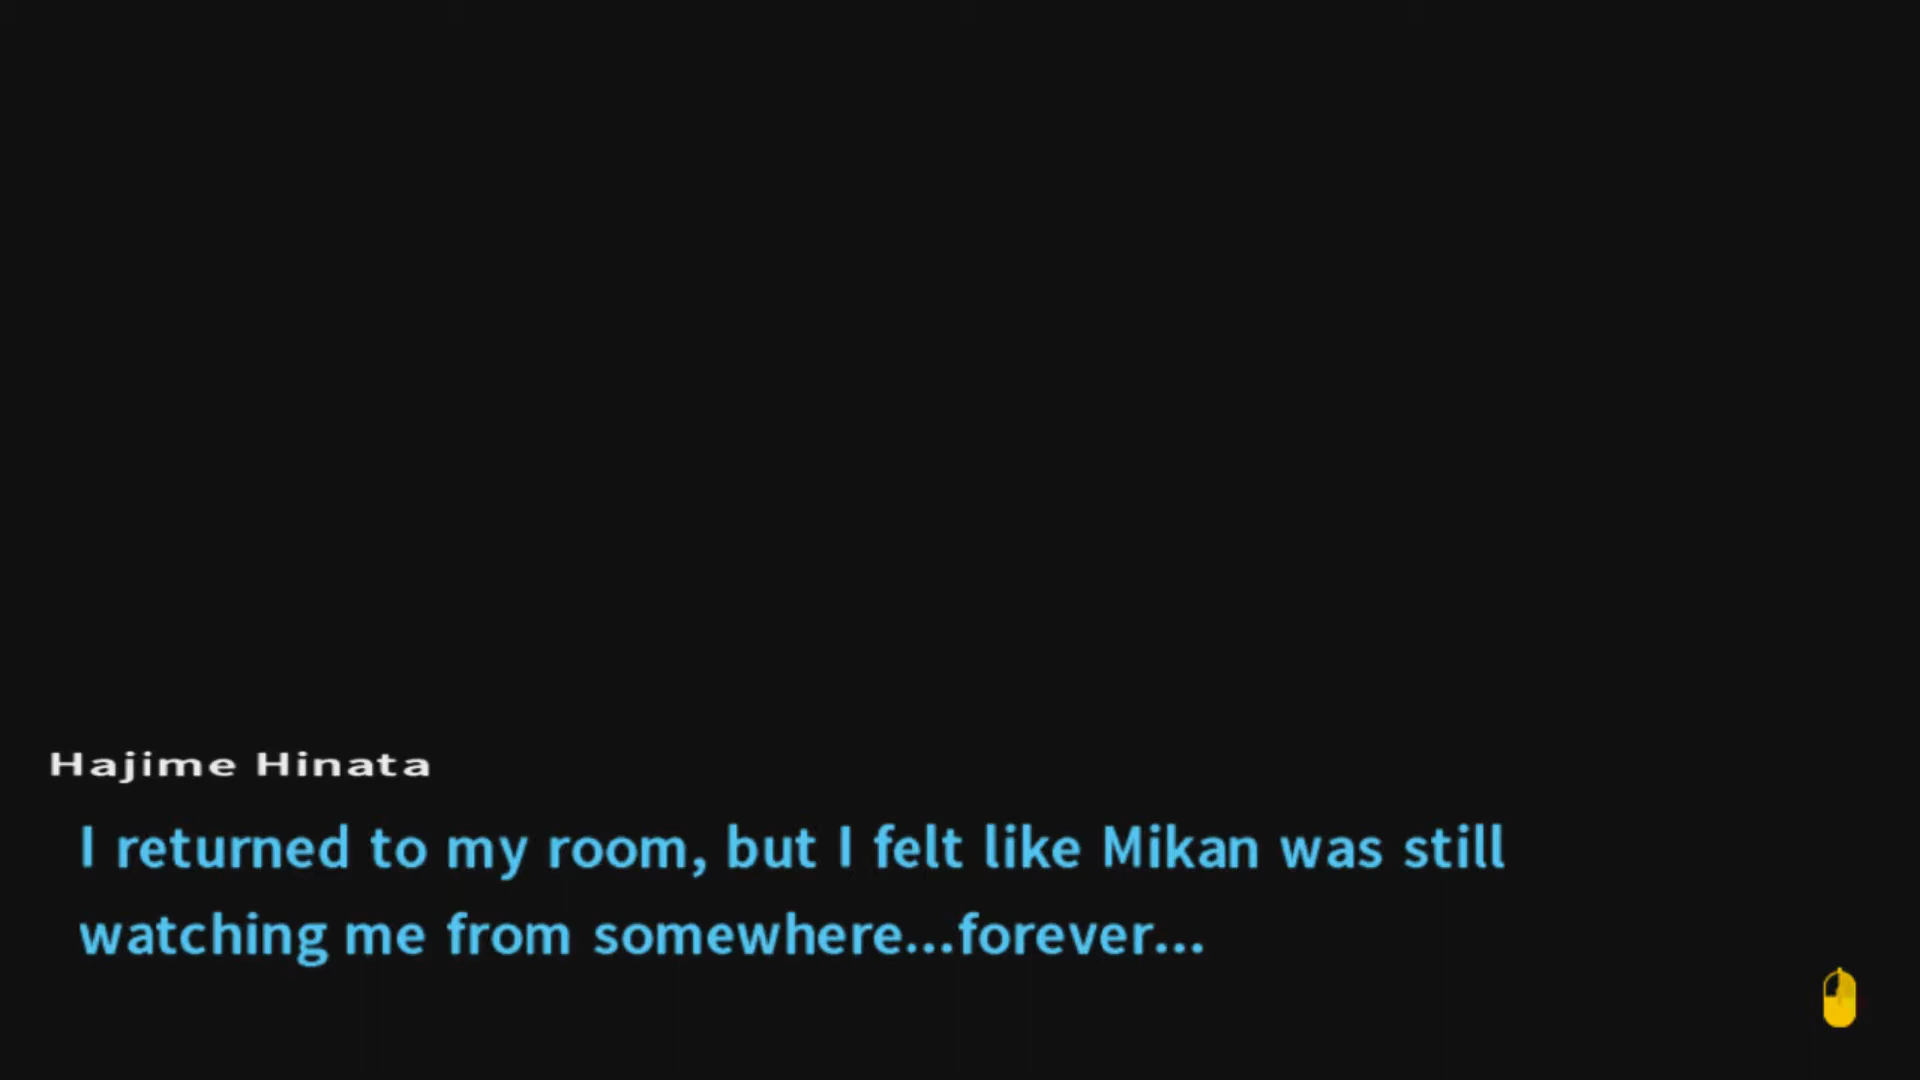 Hajime Hinata
I returned to my room, but I felt like Mikan was still
watching me from somewhere...forever...